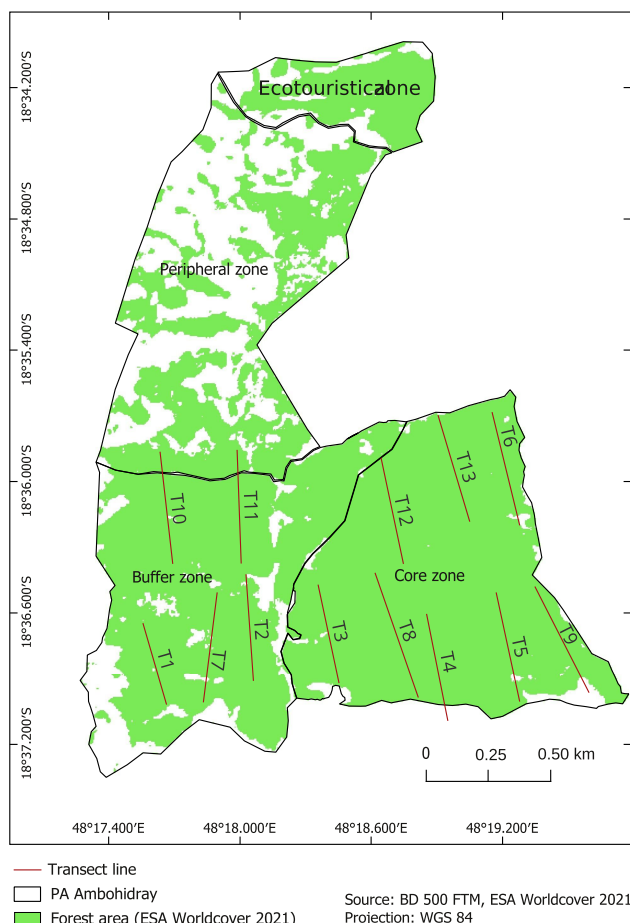 18°34.200'S
18°34.800'S
18°35.400'S
18°36.000'S
18°36.600'S
18°37.200'S
Ecotouristical zone
Peripheral zone
Buffer zone
Core zone
T10
T11
T12
T13
T6
T1
T7
T2
T3
T8
T4
T5
T9
0 0.25 0.50 km
48°17.400'E 48°18.000'E 48°18.600'E 48°19.200'E
Transect line
PA Ambohidray
Forest area (ESA Worldcover 2021)
Source: BD 500 FTM, ESA Worldcover 2021
Projection: WGS 84